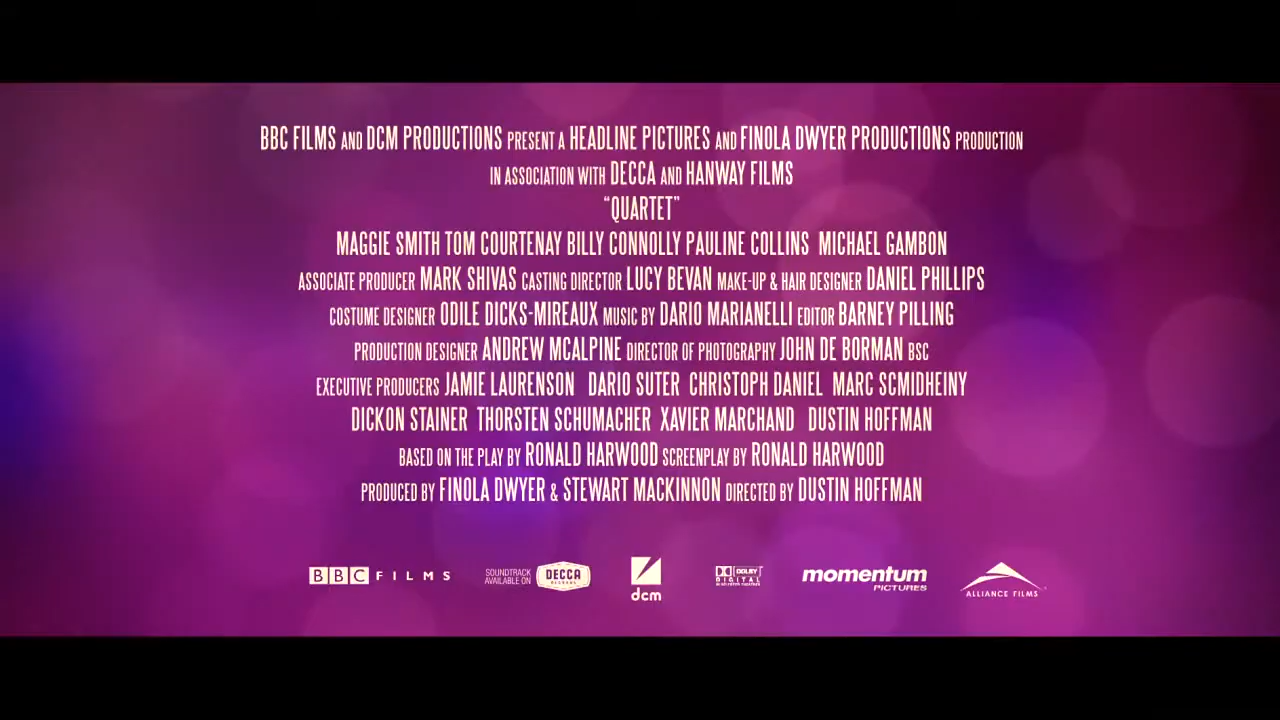 BBC FILMS AND DCM PRODUCTIONS PRESENT A HEADLINE PICTURES AND FINOLA DWYER PRODUCTIONS PRODUCTION
IN ASSOCIATION WITH DECCA AND HANWAY FILMS
“QUARTET”
MAGGIE SMITH TOM COURTENAY BILLY CONNOLLY PAULINE COLLINS MICHAEL GAMBON
ASSOCIATE PRODUCER MARK SHIVAS CASTING DIRECTOR LUCY BEVAN MAKE-UP & HAIR DESIGNER DANIEL PHILLIPS
COSTUME DESIGNER ODILE DICKS-MIREAUX MUSIC BY DARIO MARIANELLI EDITOR BARNEY PILLING
PRODUCTION DESIGNER ANDREW MCALPINE DIRECTOR OF PHOTOGRAPHY JOHN DE BORMAN BSC
EXECUTIVE PRODUCERS JAMIE LAURENSON DARIO SUTER CHRISTOPH DANIEL MARC SCMIDHEINY
DICKON STAINER THORSTEN SCHUMACHER XAVIER MARCHAND DUSTIN HOFFMAN
BASED ON THE PLAY BY RONALD HARWOOD SCREENPLAY BY RONALD HARWOOD
PRODUCED BY FINOLA DWYER & STEWART MACKINNON DIRECTED BY DUSTIN HOFFMAN
BBC FILMS
SOUNDTRACK
AVAILABLE ON
DECCA
RECORDS
dcm
DOLBY
DIGITAL
momentum
PICTURES
ALLIANCE FILMS